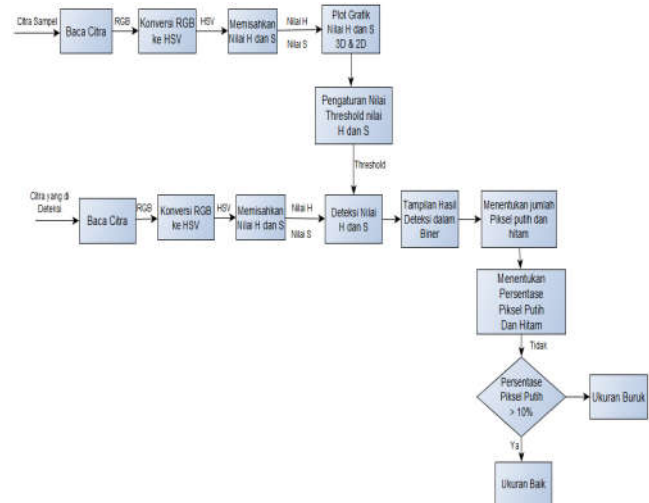 Citra Sampel
Baca Citra
RGB
Konversi RGB
ke HSV
HSV
Memisahkan
Nilai H dan S
Nilai H
Nilai S
Plot Grafik
Nilai H dan S
3D & 2D
Pengaturan Nilai
Threshold nilai
H dan S
Threshold
Citra yang di
Deteksi
Baca Citra
RGB
Konversi RGB
ke HSV
HSV
Memisahkan
Nilai H dan S
Nilai H
Nilai S
Deteksi Nilai
H dan S
Tampilan Hasil
Deteksi dalam
Biner
Menentukan jumlah
Piksel putih dan
hitam
Menentukan
Persentase
Piksel Putih
Dan Hitam
Tidak
Persentase
Piksel Putih
> 10%
Ukuran Buruk
Ya
Ukuran Baik